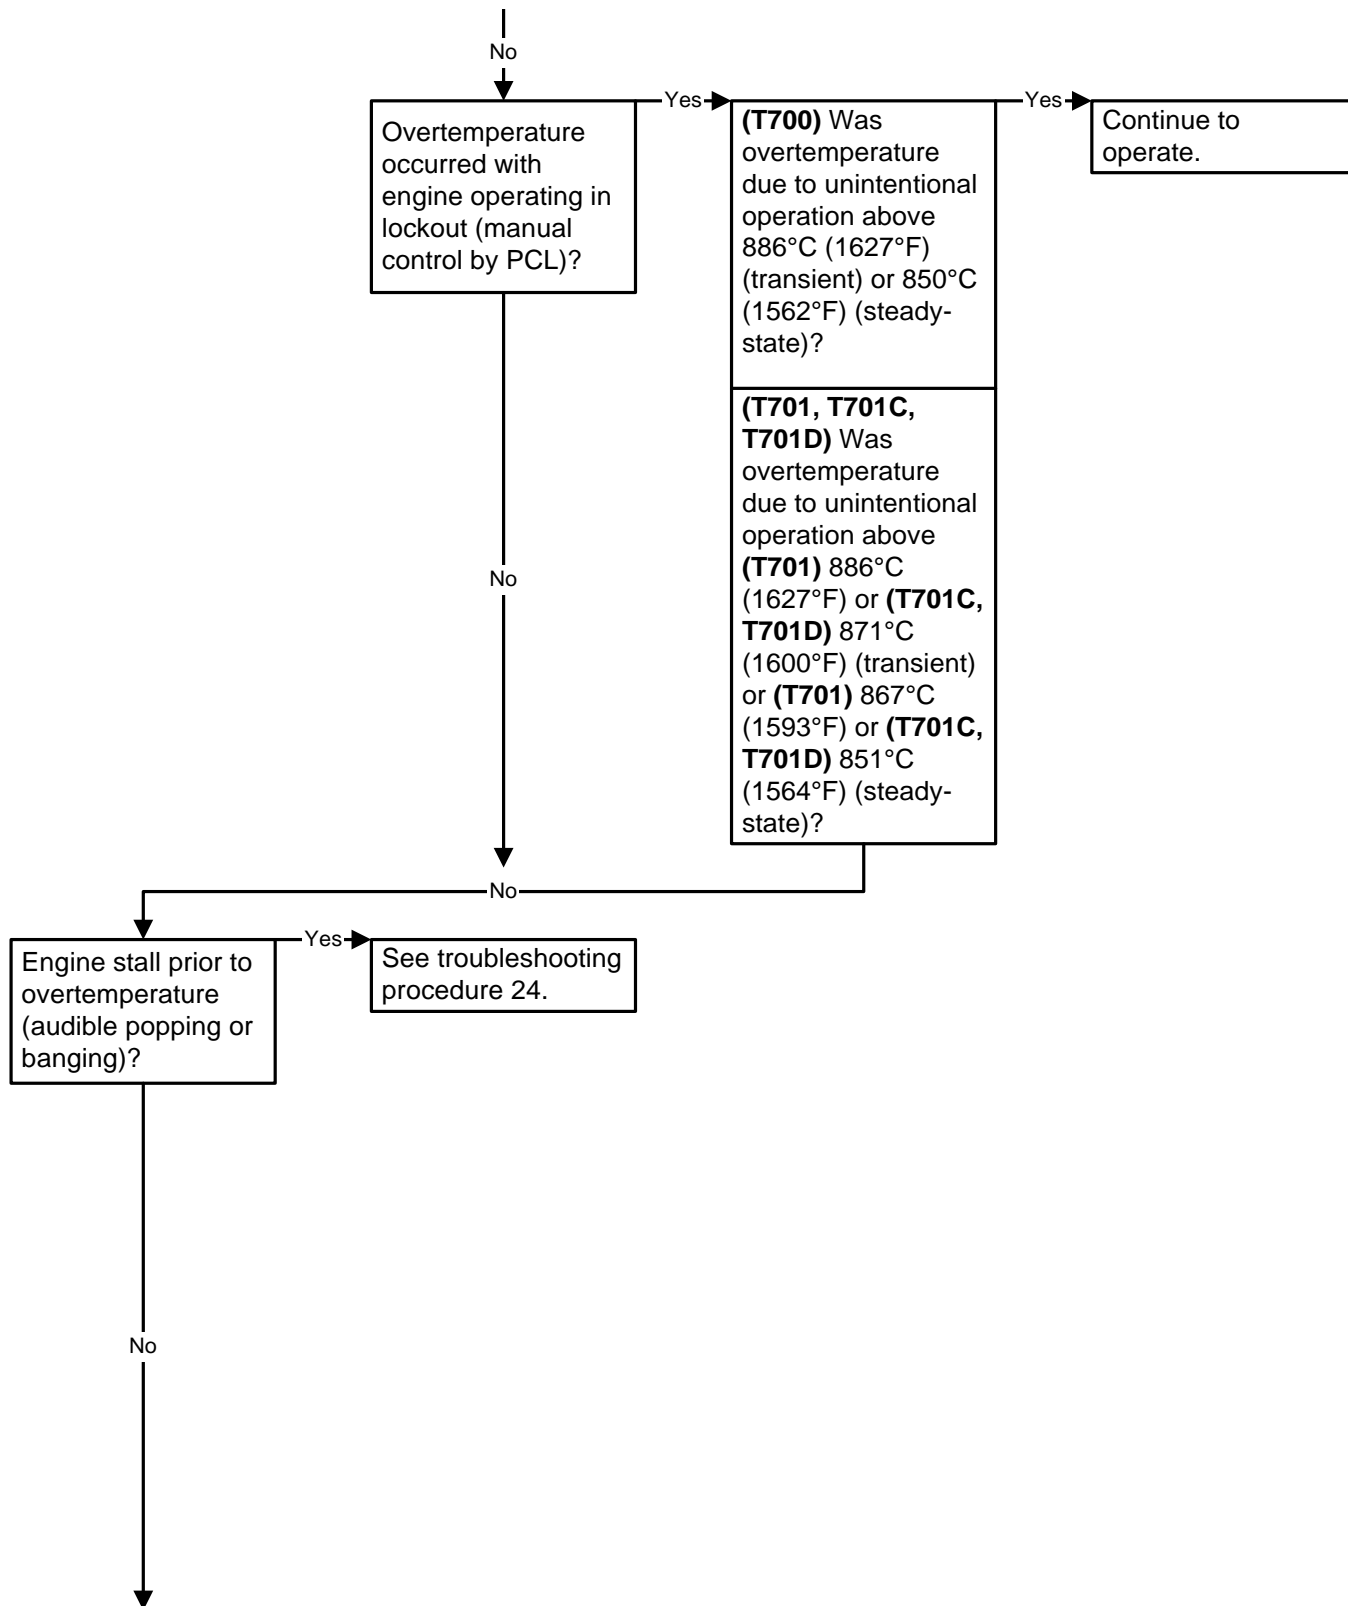 No
Overtemperature
occurred with
engine operating in
lockout (manual
control by PCL)?
Yes
(T700) Was
overtemperature
due to unintentional
operation above
886°C (1627°F)
(transient) or 850°C
(1562°F) (steady-
state)?
Yes
Continue to
operate.
(T701, T701C,
T701D) Was
overtemperature
due to unintentional
operation above
(T701) 886°C
(1627°F) or (T701C,
T701D) 871°C
(1600°F) (transient)
or (T701) 867°C
(1593°F) or (T701C,
T701D) 851°C
(1564°F) (steady-
state)?
No
No
Engine stall prior to
overtemperature
(audible popping or
banging)?
Yes
See troubleshooting
procedure 24.
No